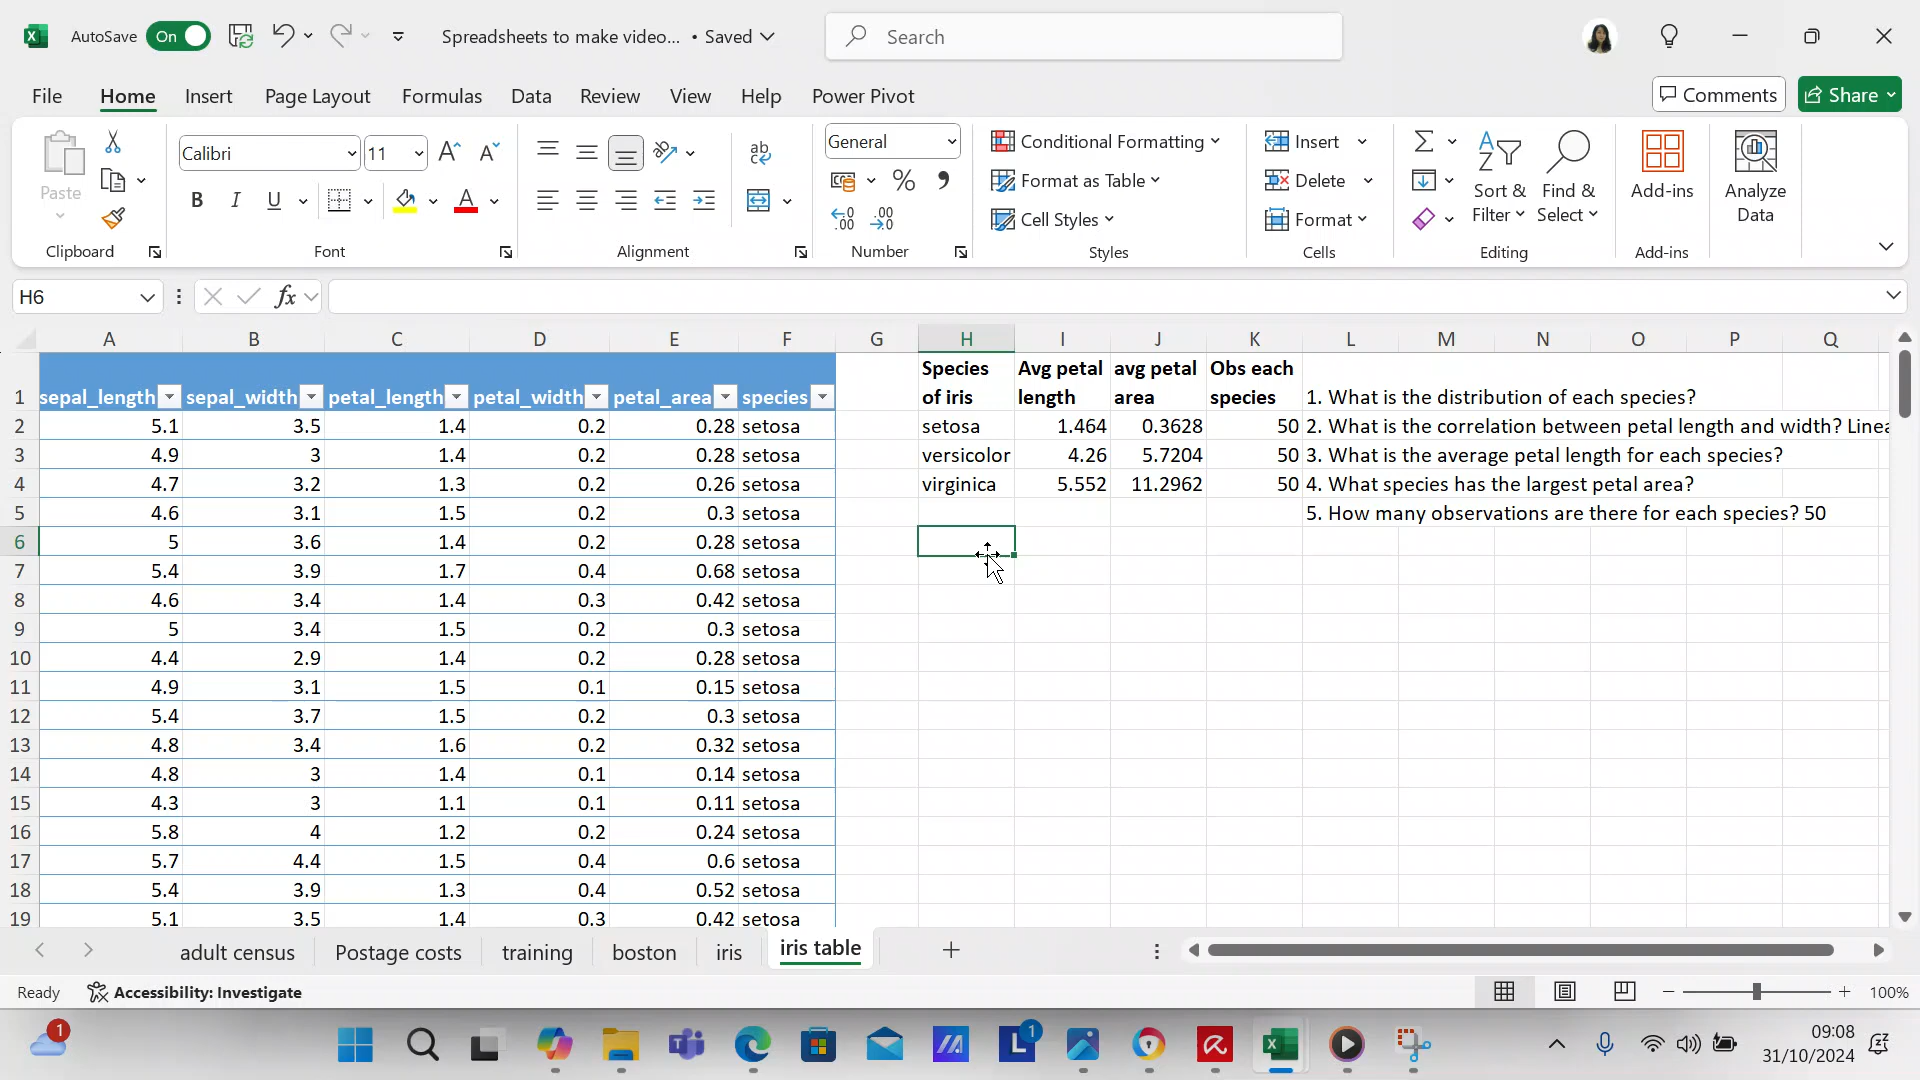 AutoSave On Spreadsheets to make video... • Saved Search
File Home Insert Page Layout Formulas Data Review View Help Power Pivot Comments Share
Paste Calibri 11 General Conditional Formatting Format as Table Cell Styles Insert Delete Format Sort & Filter Find & Select Add-ins Analyze Data
Clipboard Font Alignment Number Styles Cells Editing Add-ins
H6 fx
A B C D E F G H I J K L M N O P Q
1 sepal_length sepal_width petal_length petal_width petal_area species Species of iris Avg petal length avg petal area Obs each species 1. What is the distribution of each species?
2 5.1 3.5 1.4 0.2 0.28 setosa setosa 1.464 0.3628 50 2. What is the correlation between petal length and width? Linea
3 4.9 3 1.4 0.2 0.28 setosa versicolor 4.26 5.7204 50 3. What is the average petal length for each species?
4 4.7 3.2 1.3 0.2 0.26 setosa virginica 5.552 11.2962 50 4. What species has the largest petal area?
5 4.6 3.1 1.5 0.2 0.3 setosa 5. How many observations are there for each species? 50
6 5 3.6 1.4 0.2 0.28 setosa
7 5.4 3.9 1.7 0.4 0.68 setosa
8 4.6 3.4 1.4 0.3 0.42 setosa
9 5 3.4 1.5 0.2 0.3 setosa
10 4.4 2.9 1.4 0.2 0.28 setosa
11 4.9 3.1 1.5 0.1 0.15 setosa
12 5.4 3.7 1.5 0.2 0.3 setosa
13 4.8 3.4 1.6 0.2 0.32 setosa
14 4.8 3 1.4 0.1 0.14 setosa
15 4.3 3 1.1 0.1 0.11 setosa
16 5.8 4 1.2 0.2 0.24 setosa
17 5.7 4.4 1.5 0.4 0.6 setosa
18 5.4 3.9 1.3 0.4 0.52 setosa
19 5.1 3.5 1.4 0.3 0.42 setosa
adult census Postage costs training boston iris iris table
Ready Accessibility: Investigate 100%
1 1 09:08
31/10/2024